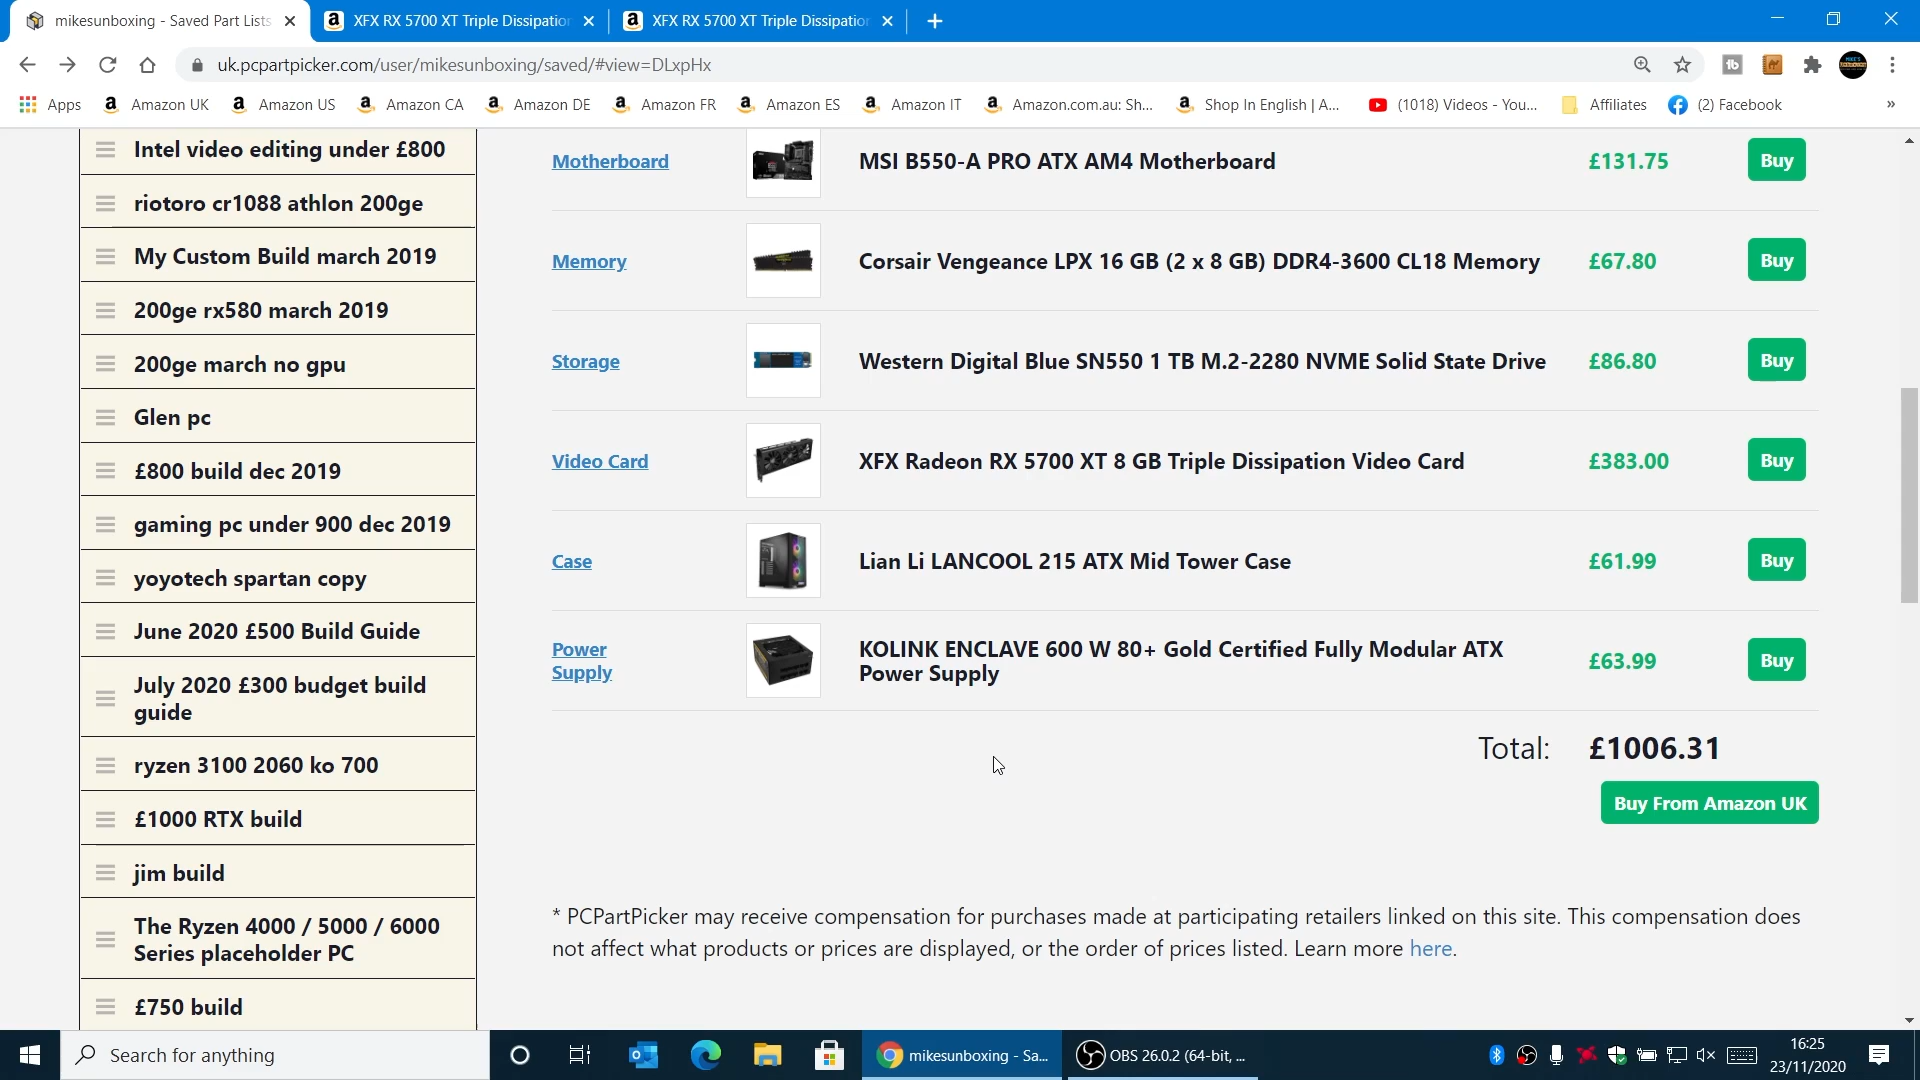 mikesunboxing - Saved Part Lists
XFX RX 5700 XT Triple Dissipation
XFX RX 5700 XT Triple Dissipation
uk.pcpartpicker.com/user/mikesunboxing/saved/#view=DLxpHx
Apps
Amazon UK
Amazon US
Amazon CA
Amazon DE
Amazon FR
Amazon ES
Amazon IT
Amazon.com.au: Sh...
Shop In English | A...
(1018) Videos - You...
Affiliates
(2) Facebook
»
Intel video editing under £800
riotoro cr1088 athlon 200ge
My Custom Build march 2019
200ge rx580 march 2019
200ge march no gpu
Glen pc
£800 build dec 2019
gaming pc under 900 dec 2019
yoyotech spartan copy
June 2020 £500 Build Guide
July 2020 £300 budget build
guide
ryzen 3100 2060 ko 700
£1000 RTX build
jim build
The Ryzen 4000 / 5000 / 6000
Series placeholder PC
£750 build
Motherboard MSI B550-A PRO ATX AM4 Motherboard £131.75 Buy
Memory Corsair Vengeance LPX 16 GB (2 x 8 GB) DDR4-3600 CL18 Memory £67.80 Buy
Storage Western Digital Blue SN550 1 TB M.2-2280 NVME Solid State Drive £86.80 Buy
Video Card XFX Radeon RX 5700 XT 8 GB Triple Dissipation Video Card £383.00 Buy
Case Lian Li LANCOOL 215 ATX Mid Tower Case £61.99 Buy
Power
Supply
KOLINK ENCLAVE 600 W 80+ Gold Certified Fully Modular ATX
Power Supply
£63.99 Buy
Total: £1006.31
Buy From Amazon UK
* PCPartPicker may receive compensation for purchases made at participating retailers linked on this site. This compensation does
not affect what products or prices are displayed, or the order of prices listed. Learn more here.
Search for anything
mikesunboxing - Sa...
OBS 26.0.2 (64-bit, ...
16:25
23/11/2020